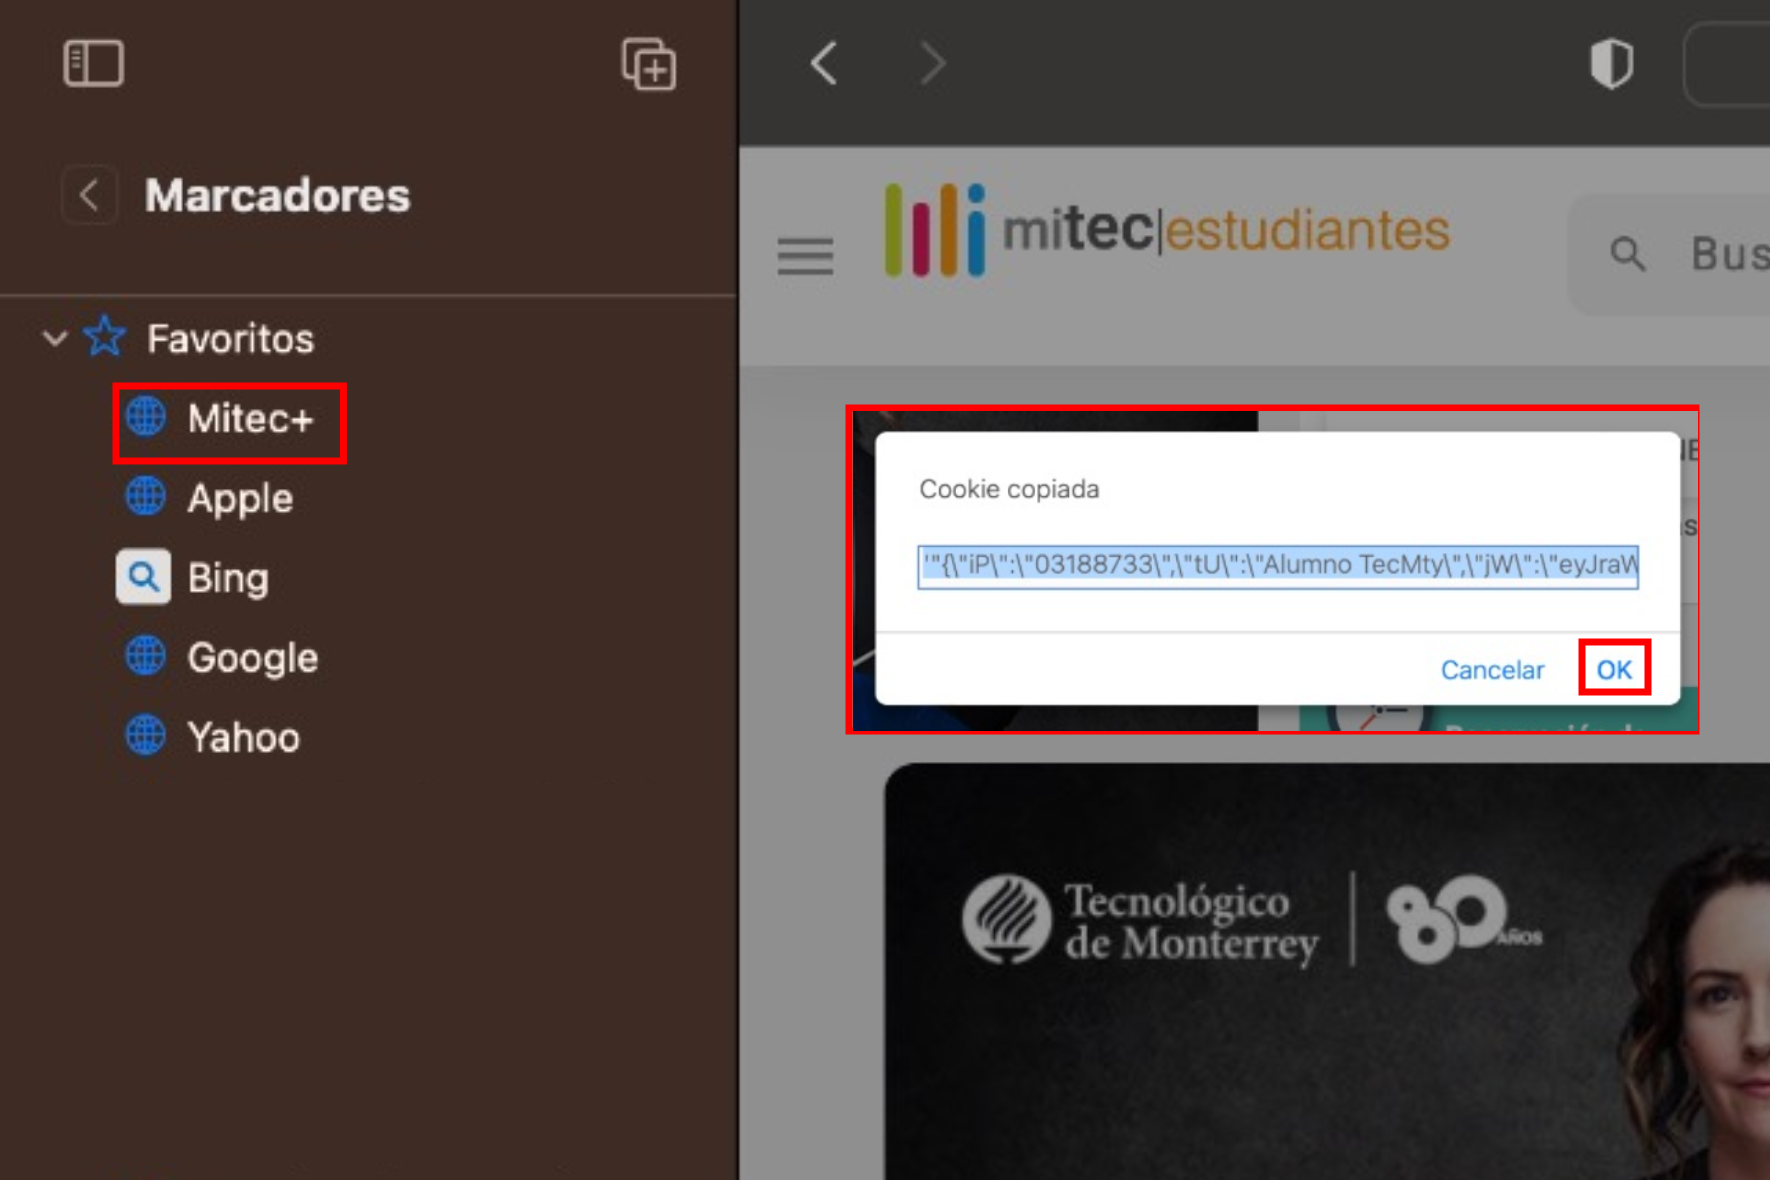 Marcadores
Favoritos
Mitec+
Apple
Bing
Google
Yahoo
mitec|estudiantes
Bus
Cookie copiada
'"{\"iP\":\"03188733\",\"tU\":\"Alumno TecMty\",\"jW\":\"eyJraW
Cancelar
OK
Tecnológico
de Monterrey
80
AÑOS